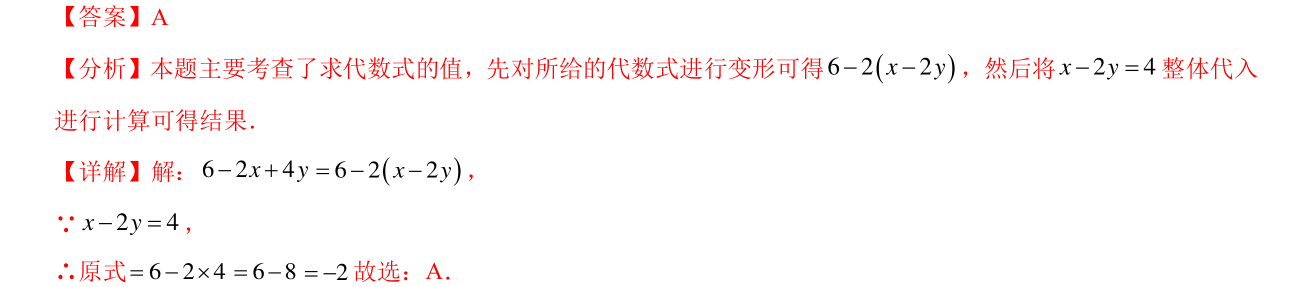 【答案】A
【分析】本题主要考查了求代数式的值，先对所给的代数式进行变形可得6−2(x−2y)，然后将x−2y=4整体代入
进行计算可得结果．
【详解】解：6−2x+4y=6−2(x−2y)，
∵x−2y=4，
∴原式=6−2×4=6−8=−2故选：A．